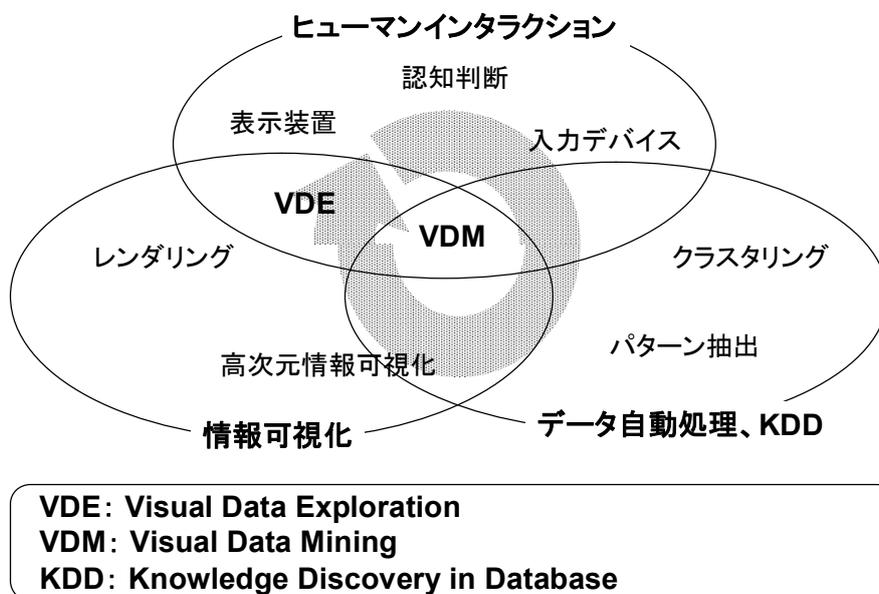 ヒューマンインタラクション
認知判断
表示装置
入力デバイス
VDE
VDM
レンダリング
クラスタリング
パターン抽出
高次元情報可視化
データ自動処理、KDD
情報可視化
VDE：Visual Data Exploration
VDM：Visual Data Mining
KDD：Knowledge Discovery in Database